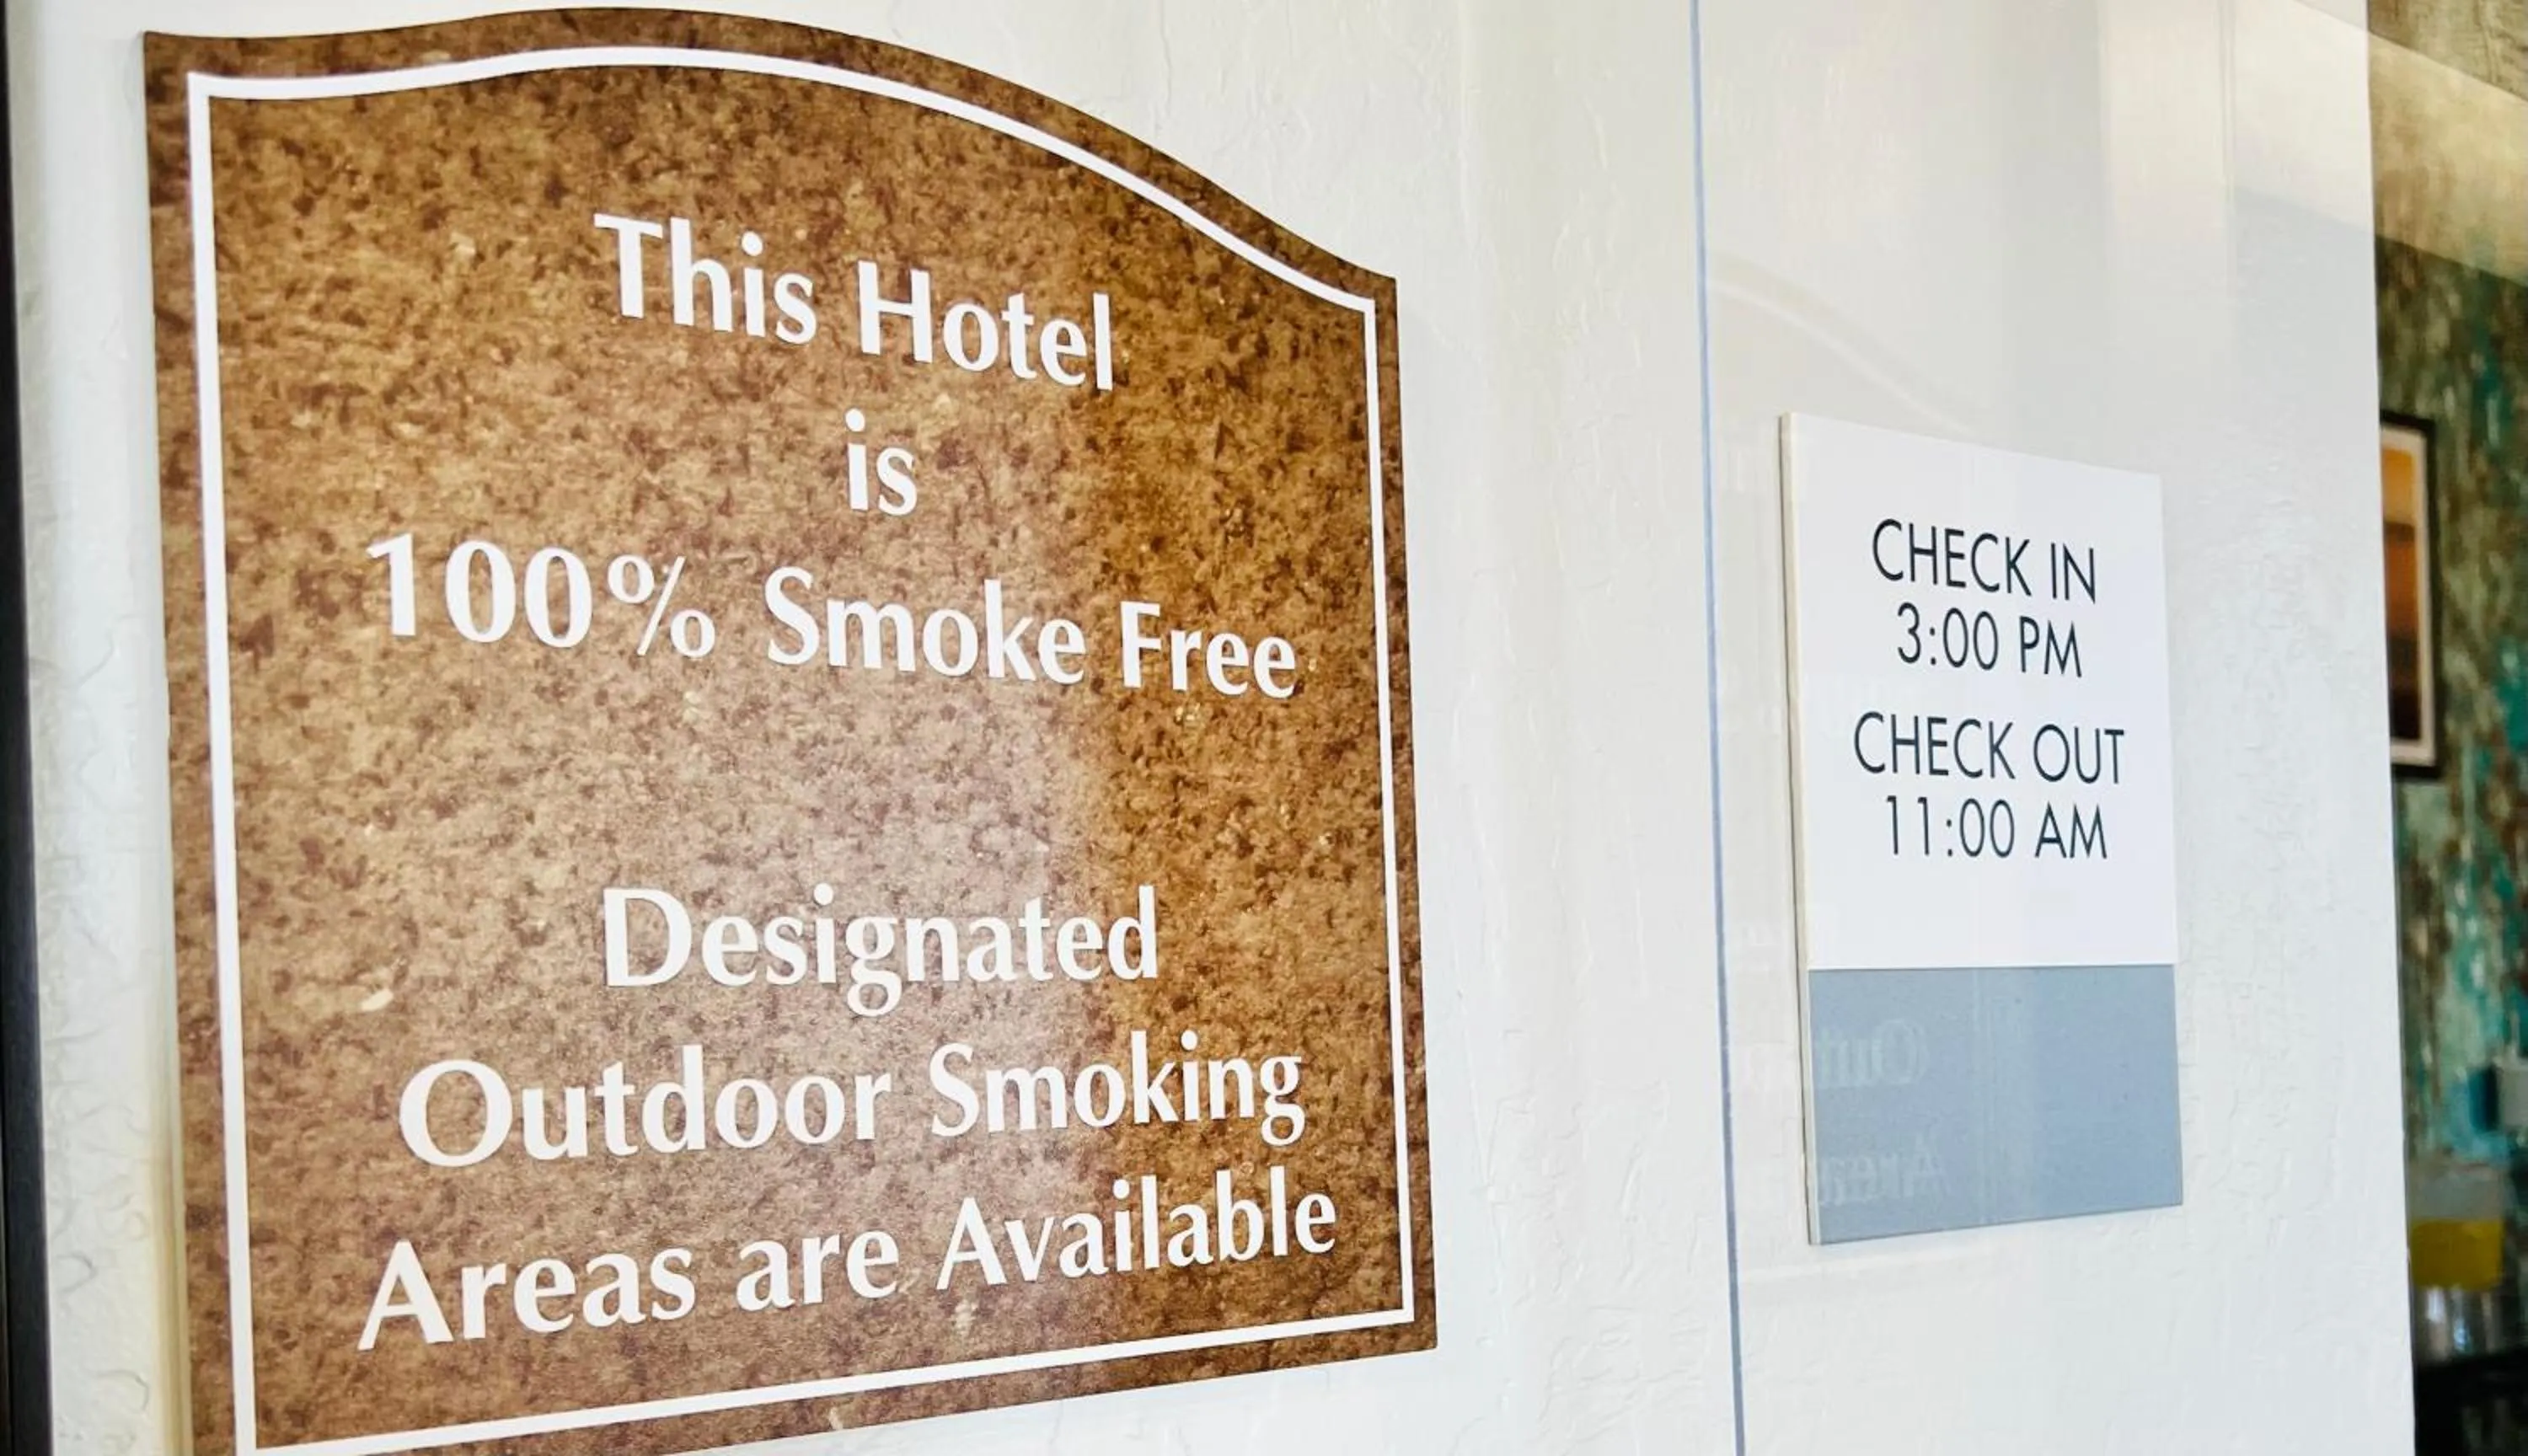 This Hotel
is
100% Smoke Free
Designated
Outdoor Smoking
Areas are Available
CHECK IN
3:00 PM
CHECK OUT
11:00 AM